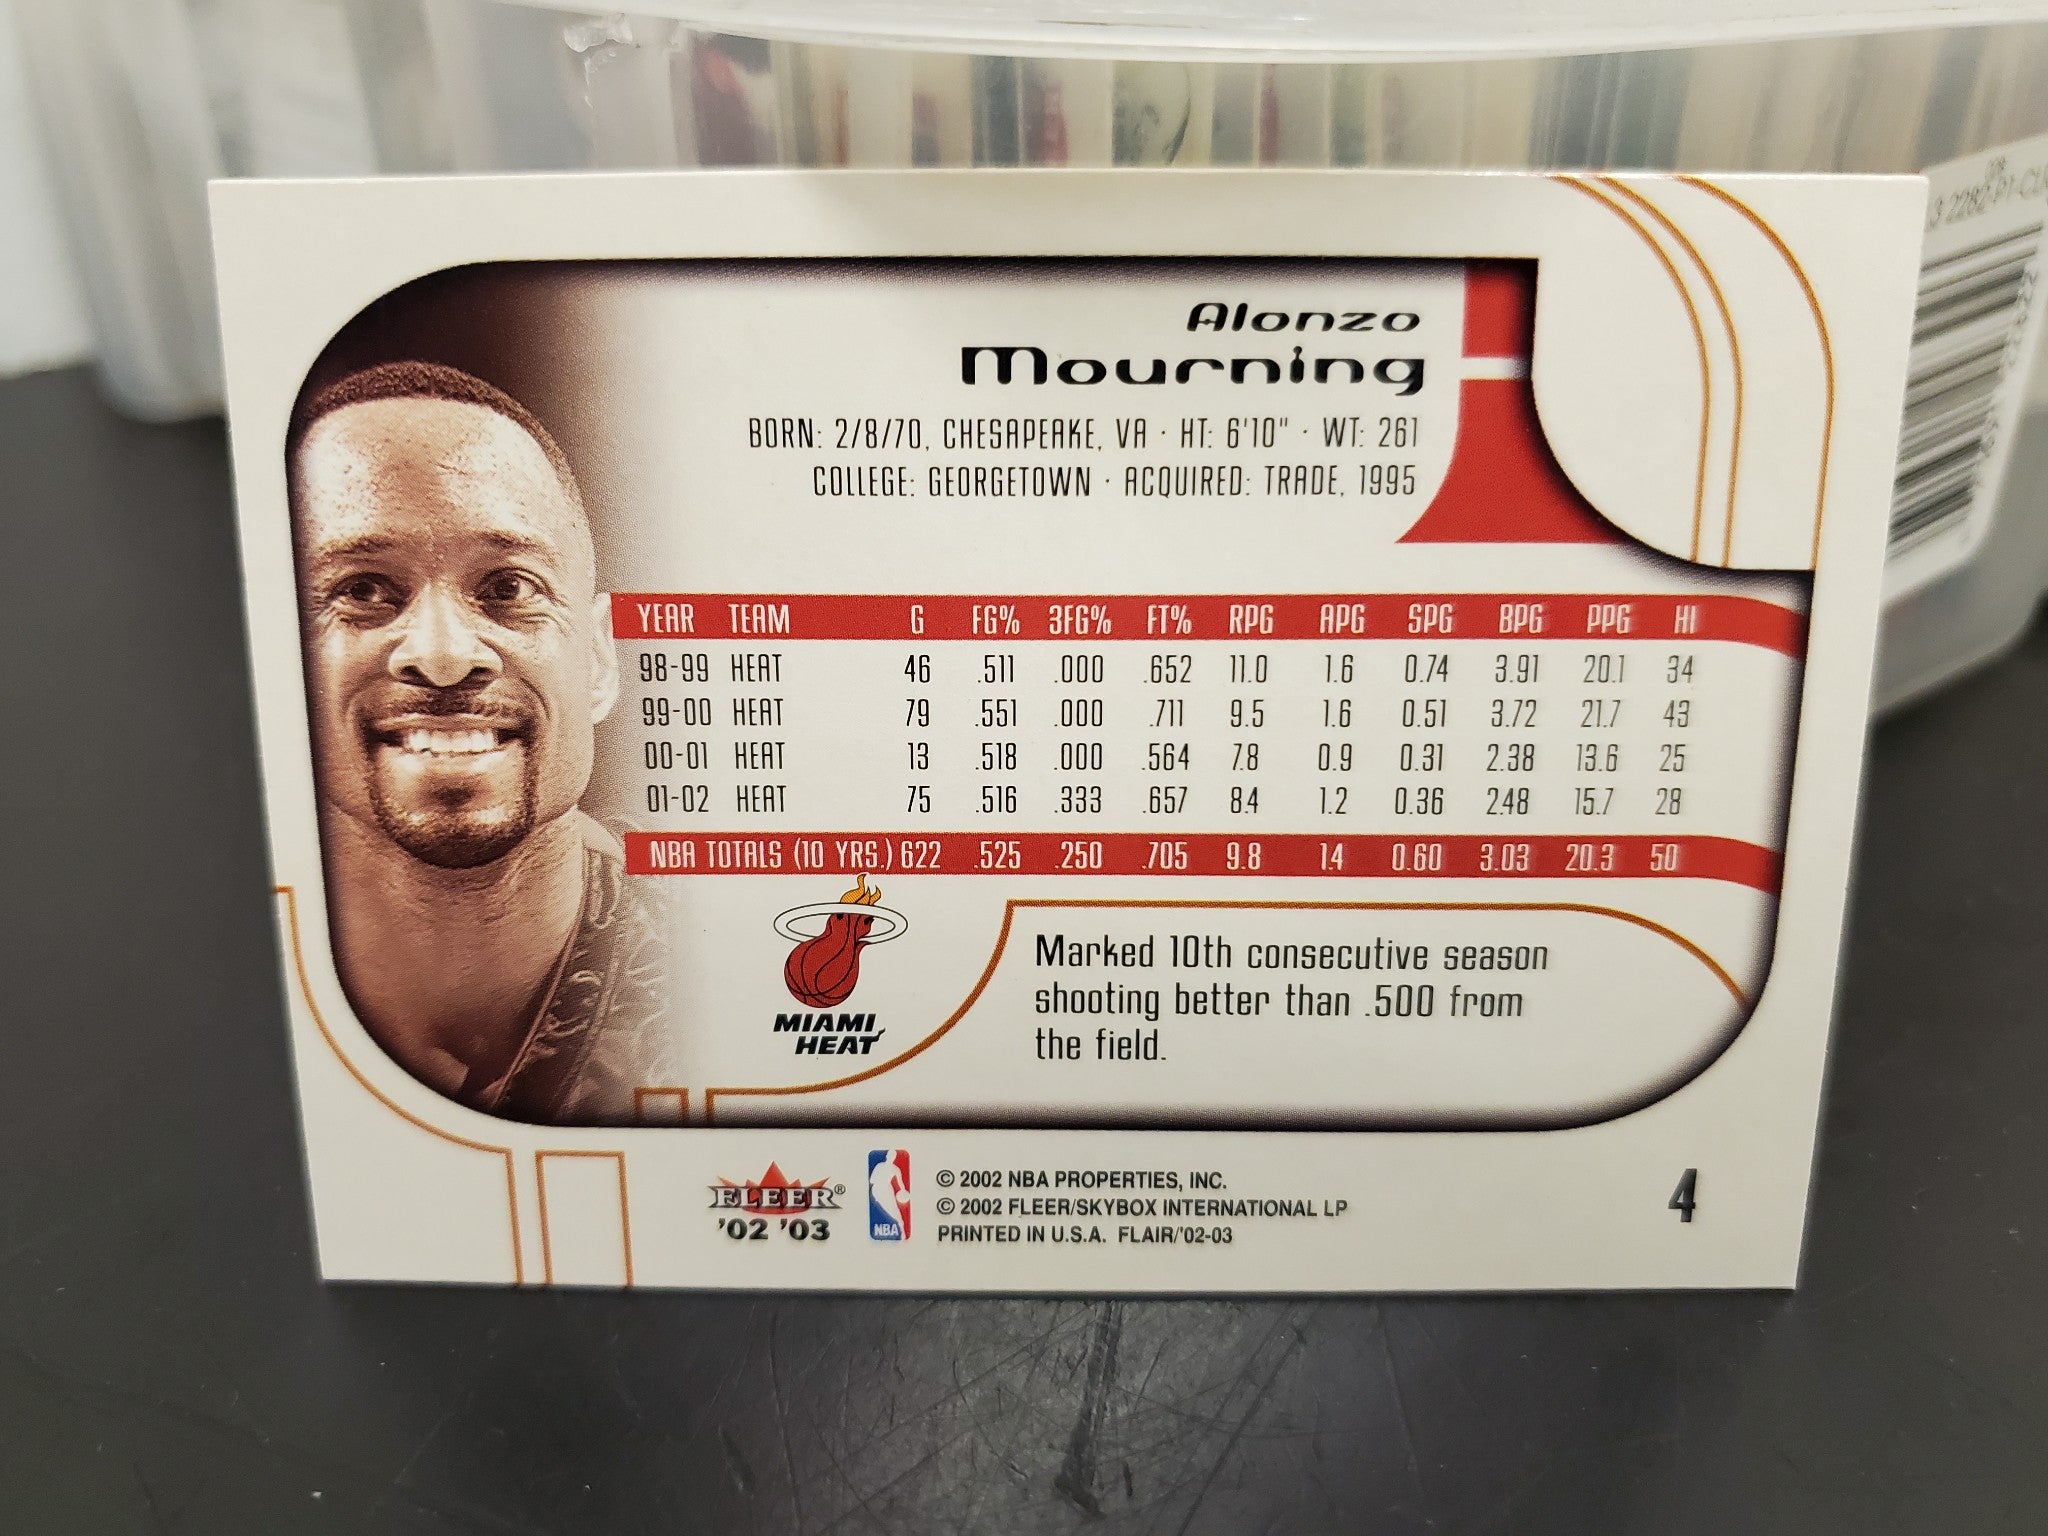 Alonzo
Mourning
BORN: 2/8/70, CHESAPEAKE, VA · HT: 6'10" · WT: 261
COLLEGE: GEORGETOWN · ACQUIRED: TRADE, 1995
YEAR TEAM G FG% 3FG% FT% RPG APG SPG BPG PPG HI
98-99 HEAT 46 .511 .000 .652 11.0 1.6 0.74 3.91 20.1 34
99-00 HEAT 79 .551 .000 .711 9.5 1.6 0.51 3.72 21.7 43
00-01 HEAT 13 .518 .000 .564 7.8 0.9 0.31 2.38 13.6 25
01-02 HEAT 75 .516 .333 .657 8.4 1.2 0.36 2.48 15.7 28
NBA TOTALS (10 YRS.) 622 .525 .250 .705 9.8 1.4 0.60 3.03 20.3 50
MIAMI
HEAT
Marked 10th consecutive season
shooting better than .500 from
the field.
FLEER®
'02 '03
NBA
© 2002 NBA PROPERTIES, INC.
© 2002 FLEER/SKYBOX INTERNATIONAL LP
PRINTED IN U.S.A. FLAIR/'02-03
4